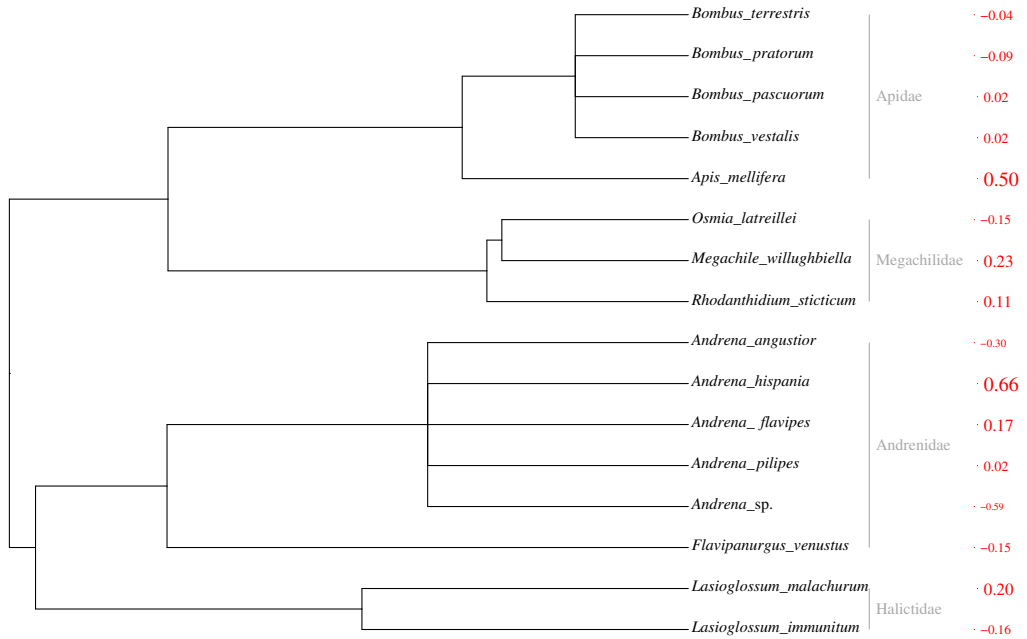 Bombus_terrestris −0.04
Bombus_pratorum −0.09
Bombus_pascuorum Apidae 0.02
Bombus_vestalis 0.02
Apis_mellifera 0.50
Osmia_latreillei −0.15
Megachile_willughbiella Megachilidae 0.23
Rhodanthidium_sticticum 0.11
Andrena_angustior −0.30
Andrena_hispania 0.66
Andrena_ flavipes 0.17
Andrenidae
Andrena_pilipes 0.02
Andrena_sp. −0.59
Flavipanurgus_venustus −0.15
Lasioglossum_malachurum 0.20
Halictidae
Lasioglossum_immunitum −0.16